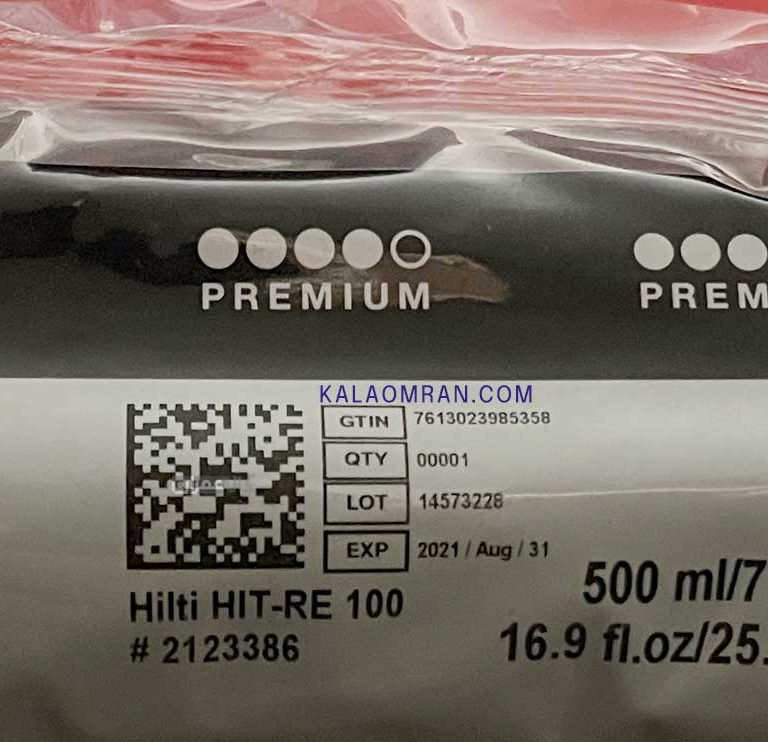 PREMIUM
PREM
KALAOMRAN.COM
GTIN 7613023985358
QTY 00001
LOT 14573228
EXP 2021 / Aug / 31
Hilti HIT-RE 100
# 2123386
500 ml/7
16.9 fl.oz/25.